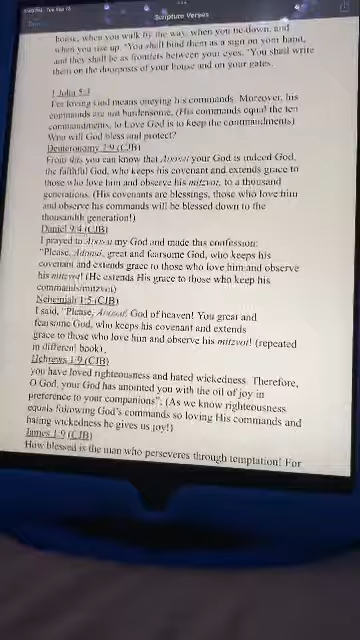 Scripture Verses
house, when you walk by the way, when you lie down, and
when you rise up. "You shall bind them as a sign on your hand,
and they shall be as frontlets between your eyes. "You shall write
them on the doorposts of your house and on your gates.
1 John 5:3
For loving God means obeying his commands. Moreover, his
commands are not burdensome, (His commands equal the ten
commandments, to Love God is to keep the commandments)
Who will God bless and protect?
Deuteronomy 7:9 (CJB)
From this you can know that Adonai your God is indeed God,
the faithful God, who keeps his covenant and extends grace to
those who love him and observe his mitzvot, to a thousand
generations. (His covenants are blessings, those who love him
and observe his commands will be blessed down to the
thousandth generation!)
Daniel 9:4 (CJB)
I prayed to Adonai my God and made this confession:
"Please, Adonai, great and fearsome God, who keeps his
covenant and extends grace to those who love him and observe
his mitzvot! (He extends His grace to those who keep his
commands/mitzvot)
Nehemiah 1:5 (CJB)
I said, "Please, Adonai, God of heaven! You great and
fearsome God, who keeps his covenant and extends
grace to those who love him and observe his mitzvot! (repeated
in different book),
Hebrews 1:9 (CJB)
you have loved righteousness and hated wickedness. Therefore,
O God, your God has anointed you with the oil of joy in
preference to your companions". (As we know righteousness
equals following God's commands so loving His commands and
hating wickedness he gives us joy!)
James 1:9 (CJB)
How blessed is the man who perseveres through temptation! For